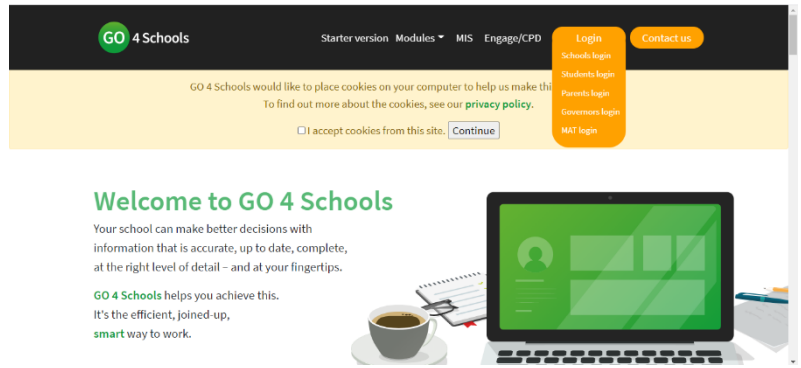 GO 4 Schools
Starter version Modules MIS Engage/CPD Login Contact us
Schools login
Students login
Parents login
Governors login
MAT login
GO 4 Schools would like to place cookies on your computer to help us make thi
To find out more about the cookies, see our privacy policy.
I accept cookies from this site. Continue
Welcome to GO 4 Schools
Your school can make better decisions with
information that is accurate, up to date, complete,
at the right level of detail – and at your fingertips.
GO 4 Schools helps you achieve this.
It's the efficient, joined-up,
smart way to work.